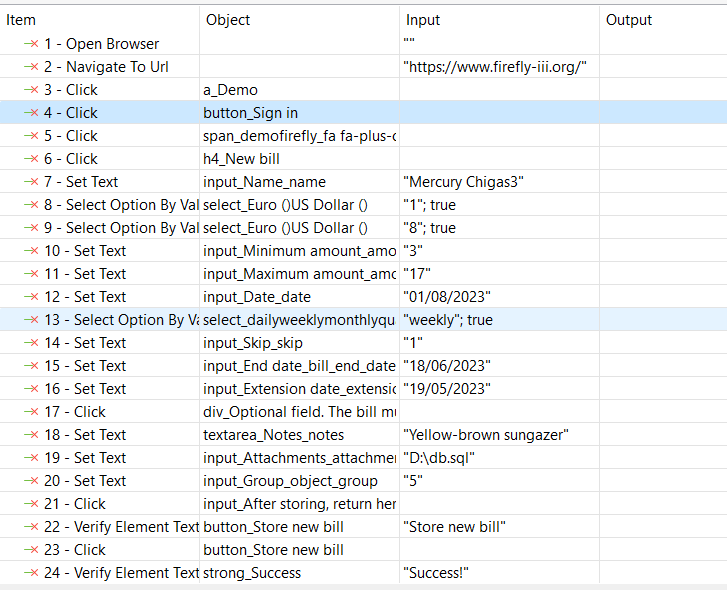 Item Object Input Output
1 - Open Browser ""
2 - Navigate To Url "https://www.firefly-iii.org/"
3 - Click a_Demo
4 - Click button_Sign in
5 - Click span_demofirefly_fa fa-plus-c
6 - Click h4_New bill
7 - Set Text input_Name_name "Mercury Chigas3"
8 - Select Option By Val select_Euro ()US Dollar () "1"; true
9 - Select Option By Val select_Euro ()US Dollar () "8"; true
10 - Set Text input_Minimum amount_amo "3"
11 - Set Text input_Maximum amount_amo "17"
12 - Set Text input_Date_date "01/08/2023"
13 - Select Option By Va select_dailyweeklymonthlyqu "weekly"; true
14 - Set Text input_Skip_skip "1"
15 - Set Text input_End date_bill_end_date "18/06/2023"
16 - Set Text input_Extension date_extensio "19/05/2023"
17 - Click div_Optional field. The bill mu
18 - Set Text textarea_Notes_notes "Yellow-brown sungazer"
19 - Set Text input_Attachments_attachmen "D:\db.sql"
20 - Set Text input_Group_object_group "5"
21 - Click input_After storing, return her
22 - Verify Element Text button_Store new bill "Store new bill"
23 - Click button_Store new bill
24 - Verify Element Text strong_Success "Success!"